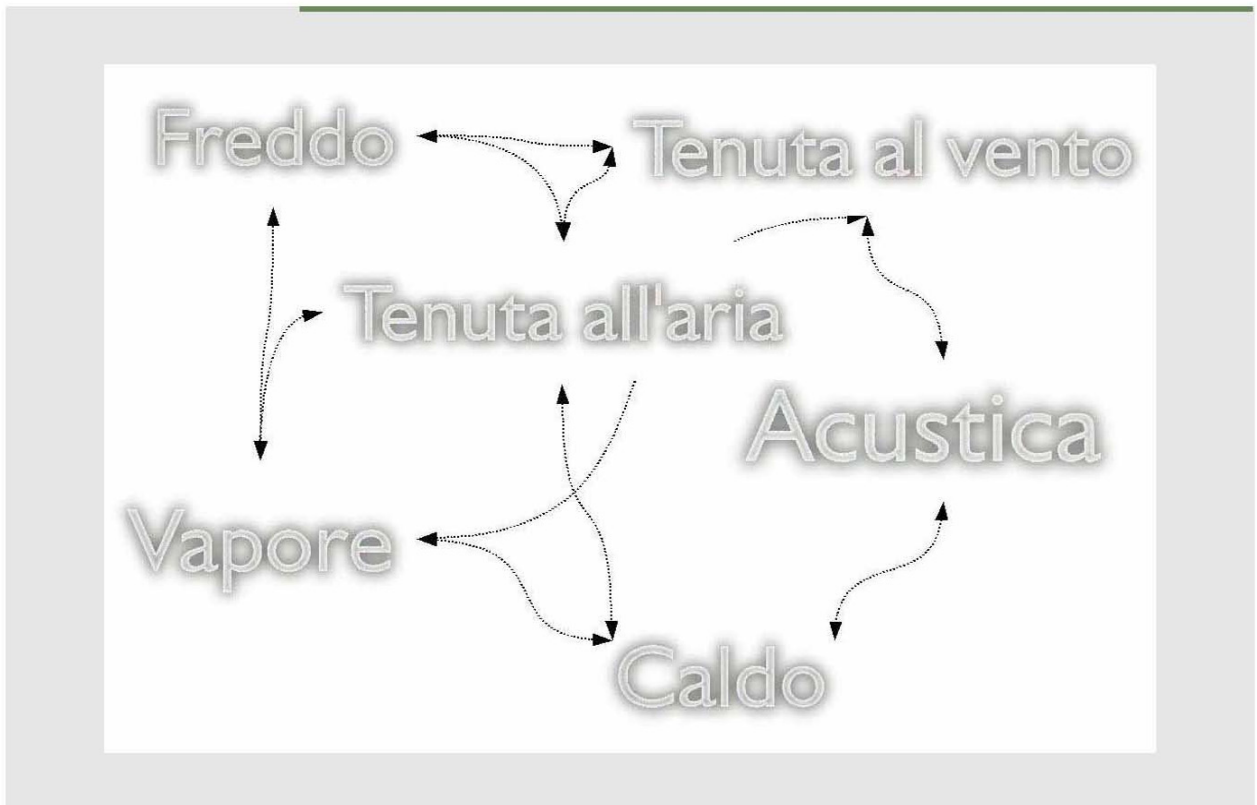 Freddo
Tenuta al vento
Tenuta all'aria
Acustica
Vapore
Caldo